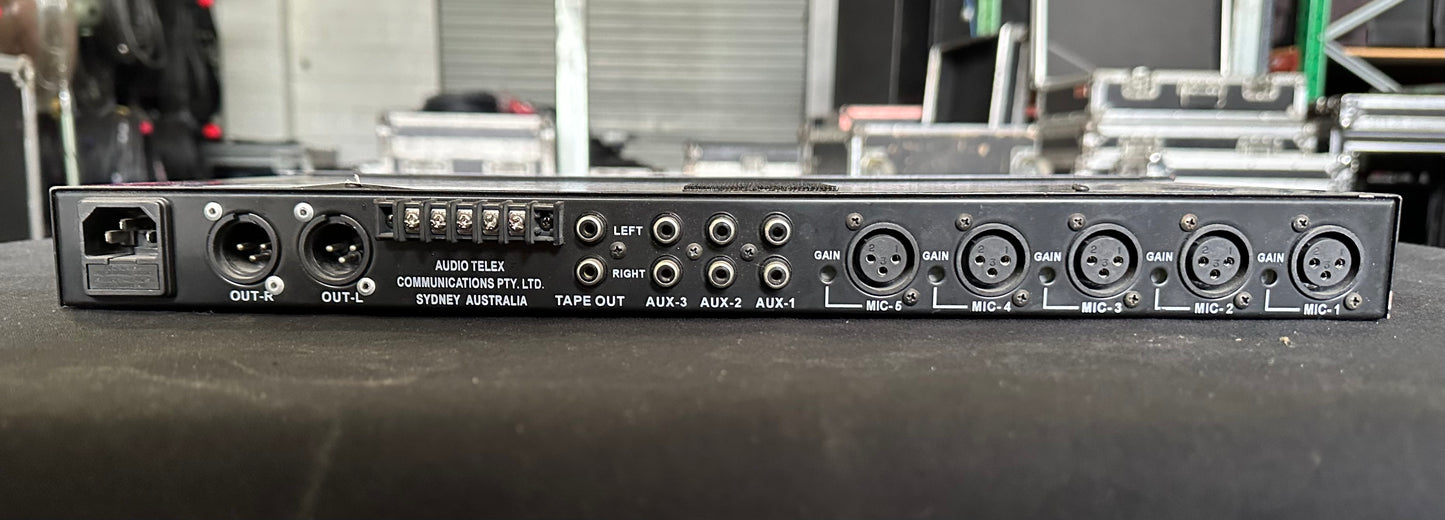 OUT-R
OUT-L
AUDIO TELEX
COMMUNICATIONS PTY. LTD.
SYDNEY AUSTRALIA
LEFT
RIGHT
TAPE OUT
AUX-3
AUX-2
AUX-1
GAIN
MIC-5
GAIN
MIC-4
GAIN
MIC-3
GAIN
MIC-2
GAIN
MIC-1